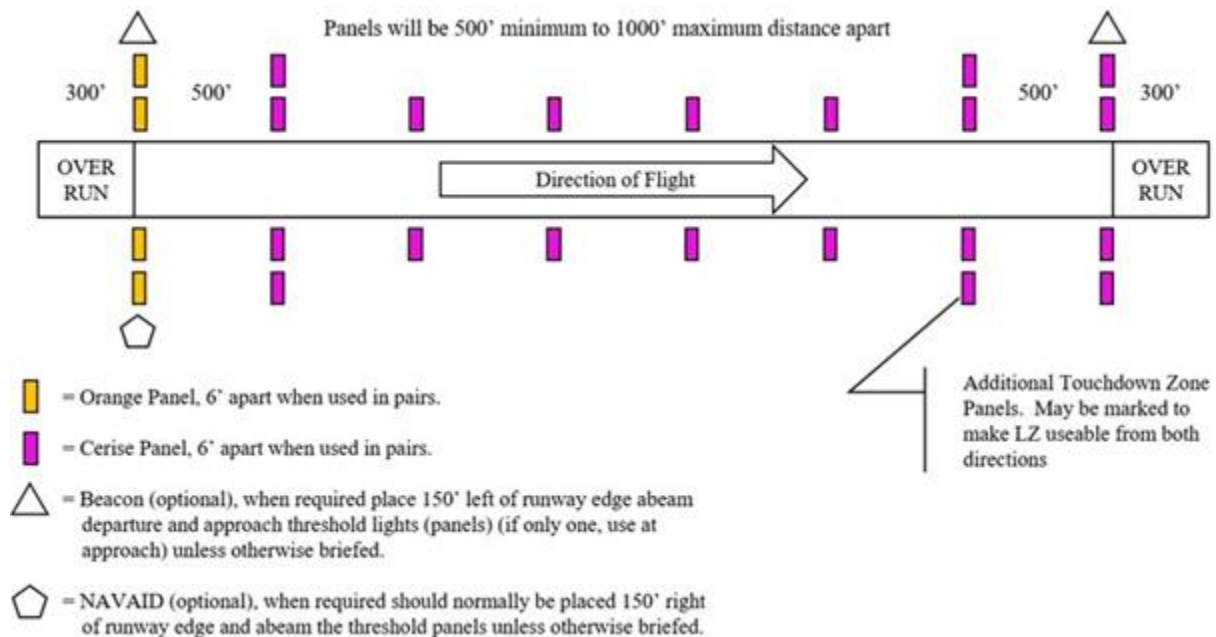 Panels will be 500’ minimum to 1000’ maximum distance apart
300’
500’
500’
300’
OVER
RUN
Direction of Flight
OVER
RUN
= Orange Panel, 6’ apart when used in pairs.
= Cerise Panel, 6’ apart when used in pairs.
= Beacon (optional), when required place 150’ left of runway edge abeam
departure and approach threshold lights (panels) (if only one, use at
approach) unless otherwise briefed.
= NAVAID (optional), when required should normally be placed 150’ right
of runway edge and abeam the threshold panels unless otherwise briefed.
Additional Touchdown Zone
Panels. May be marked to
make LZ useable from both
directions